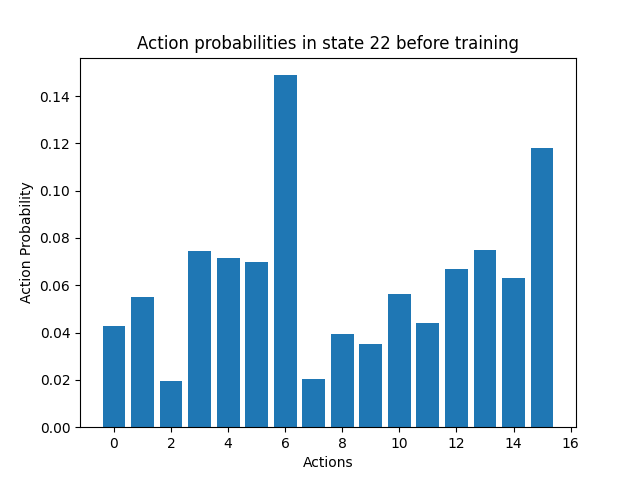 Action probabilities in state 22 before training
0.14
0.12
0.10
0.08
0.06
0.04
0.02
0.00
Action Probability
0 2 4 6 8 10 12 14 16
Actions